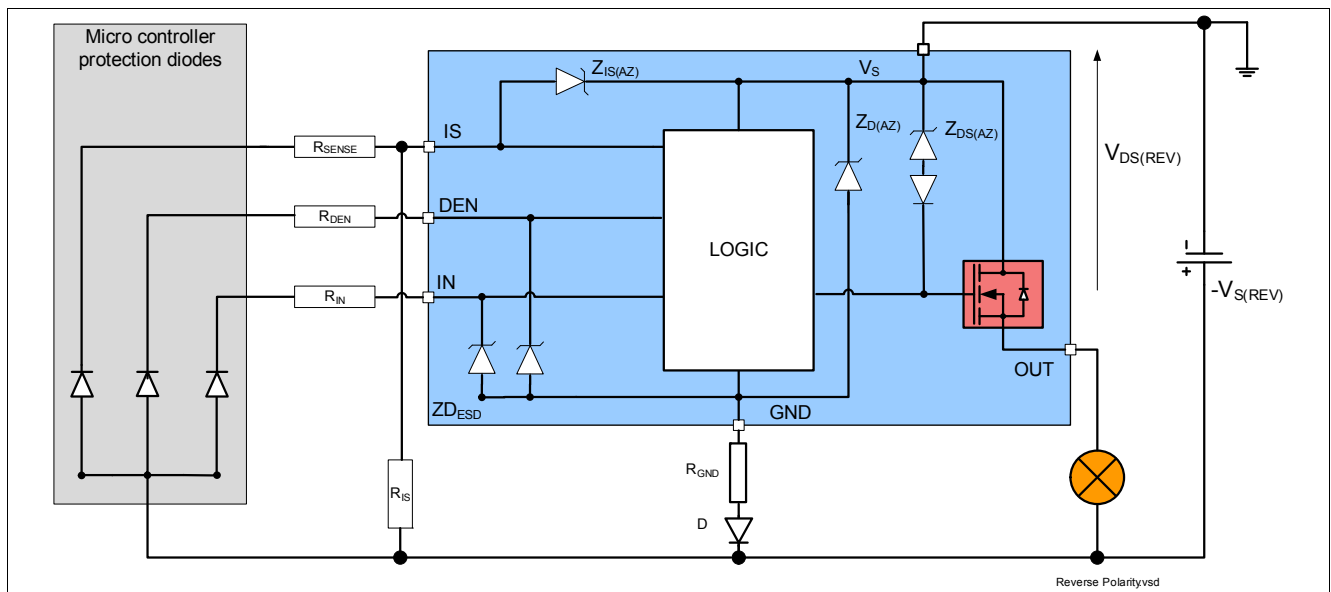 Micro controller
protection diodes
Z_IS(AZ)
V_S
Z_D(AZ)
Z_DS(AZ)
V_DS(REV)
IS
R_SENSE
DEN
R_DEN
LOGIC
IN
R_IN
-
+
-V_S(REV)
OUT
ZD_ESD
GND
R_GND
R_IS
D
Reverse Polarity.vsd